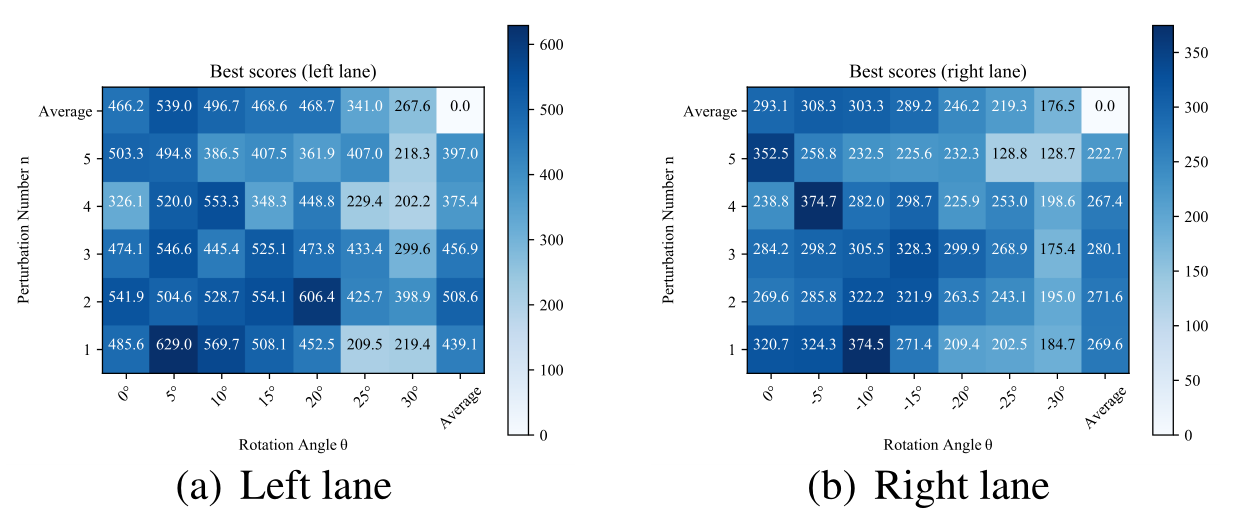 Best scores (left lane)
Perturbation Number n
Average 466.2 539.0 496.7 468.6 468.7 341.0 267.6 0.0
5 503.3 494.8 386.5 407.5 361.9 407.0 218.3 397.0
4 326.1 520.0 553.3 348.3 448.8 229.4 202.2 375.4
3 474.1 546.6 445.4 525.1 473.8 433.4 299.6 456.9
2 541.9 504.6 528.7 554.1 606.4 425.7 398.9 508.6
1 485.6 629.0 569.7 508.1 452.5 209.5 219.4 439.1
0° 5° 10° 15° 20° 25° 30° Average
Rotation Angle θ
600
500
400
300
200
100
0
(a) Left lane
Best scores (right lane)
Perturbation Number n
Average 293.1 308.3 303.3 289.2 246.2 219.3 176.5 0.0
5 352.5 258.8 232.5 225.6 232.3 128.8 128.7 222.7
4 238.8 374.7 282.0 298.7 225.9 253.0 198.6 267.4
3 284.2 298.2 305.5 328.3 299.9 268.9 175.4 280.1
2 269.6 285.8 322.2 321.9 263.5 243.1 195.0 271.6
1 320.7 324.3 374.5 271.4 209.4 202.5 184.7 269.6
0° -5° -10° -15° -20° -25° -30° Average
Rotation Angle θ
350
300
250
200
150
100
50
0
(b) Right lane